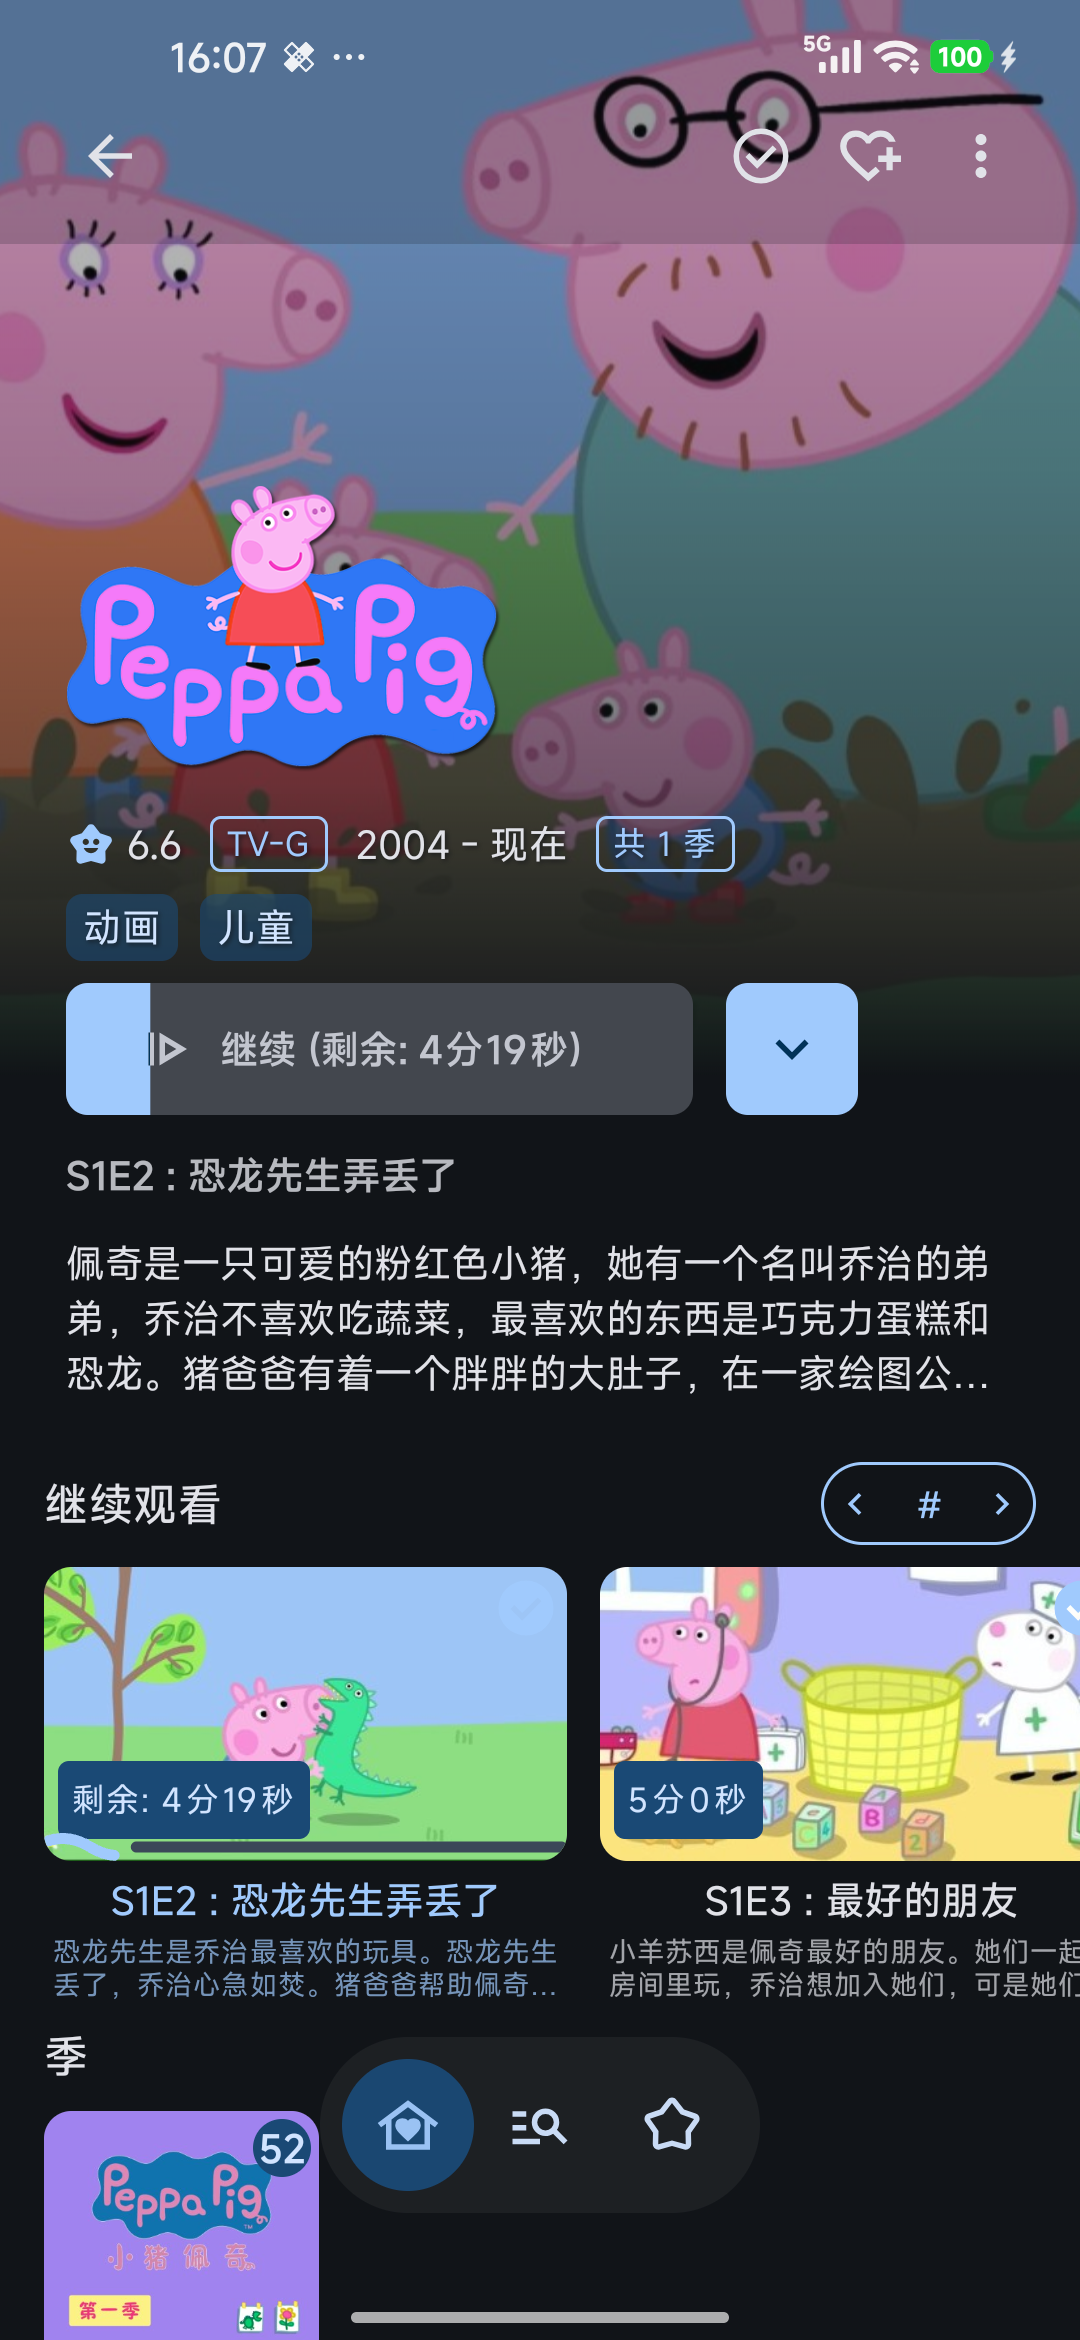 16:07
5G
100
Peppa Pig
6.6 TV-G 2004 - 现在 共 1 季
动画 儿童
继续 (剩余: 4分19秒)
S1E2 : 恐龙先生弄丢了
佩奇是一只可爱的粉红色小猪，她有一个名叫乔治的弟
弟，乔治不喜欢吃蔬菜，最喜欢的东西是巧克力蛋糕和
恐龙。猪爸爸有着一个胖胖的大肚子，在一家绘图公...
继续观看
#
剩余: 4分19秒
S1E2 : 恐龙先生弄丢了
恐龙先生是乔治最喜欢的玩具。恐龙先生
丢了，乔治心急如焚。猪爸爸帮助佩奇...
B
C
2
5分0秒
S1E3 : 最好的朋友
小羊苏西是佩奇最好的朋友。她们一起
房间里玩，乔治想加入她们，可是她们
季
52
Peppa Pig
TM
小猪佩奇
第一季